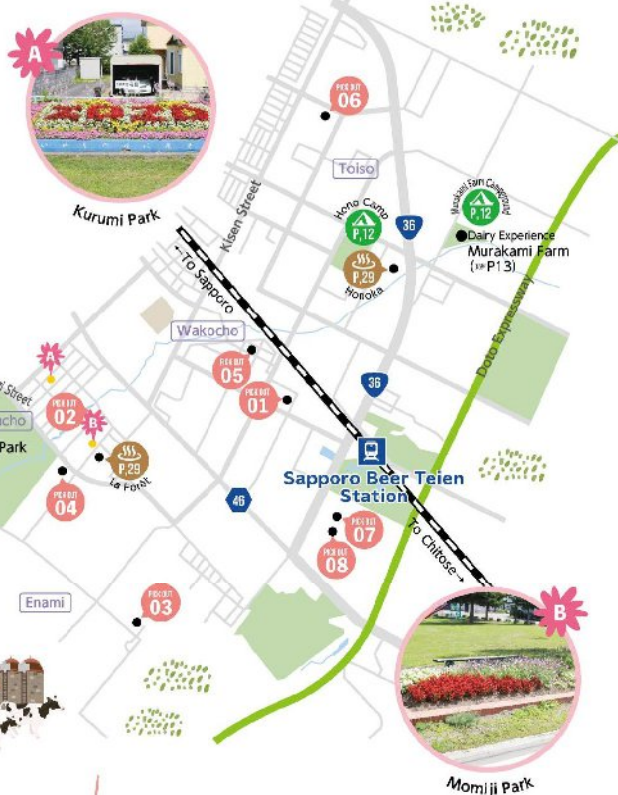 A
Kurumi Park
PICK OUT
06
Toiso
Kisen Street
Hono Camp
P,12
36
Murakami Farm Campground
P,12
Dairy Experience
Murakami Farm
(☞P13)
P,29
Honoka
←To Sapporo
Doto Expressway
Wakocho
PICK OUT
05
PICK OUT
01
36
A
Street
PICK OUT
02
B
cho
Park
P,29
La Forêt
PICK OUT
04
46
Sapporo Beer Teien
Station
PICK OUT
07
PICK OUT
08
To Chitose→
Enami
PICK OUT
03
B
Momiji Park